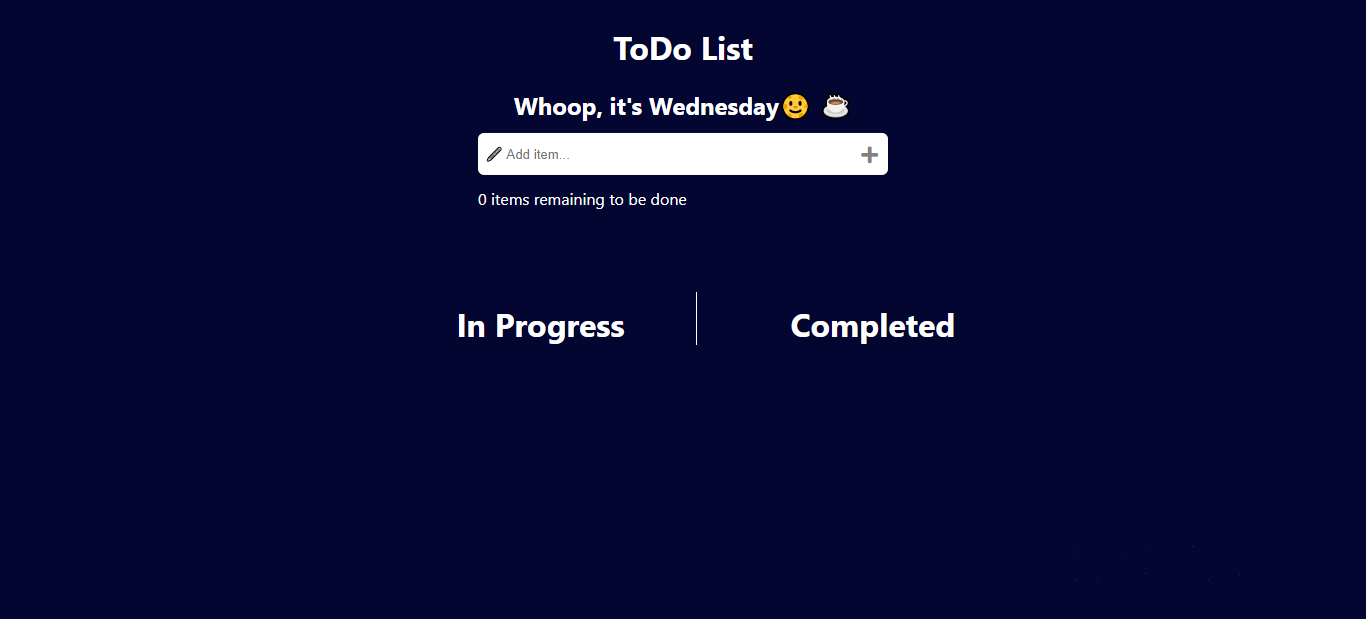 ToDo List
Whoop, it's Wednesday🙂 ☕
🖊 Add item... ➕
0 items remaining to be done
In Progress
Completed